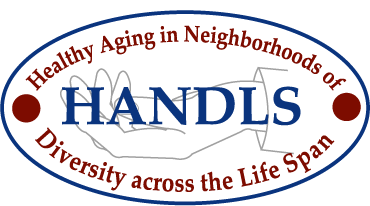 Healthy Aging in Neighborhoods of
HANDLS
Diversity across the Life Span